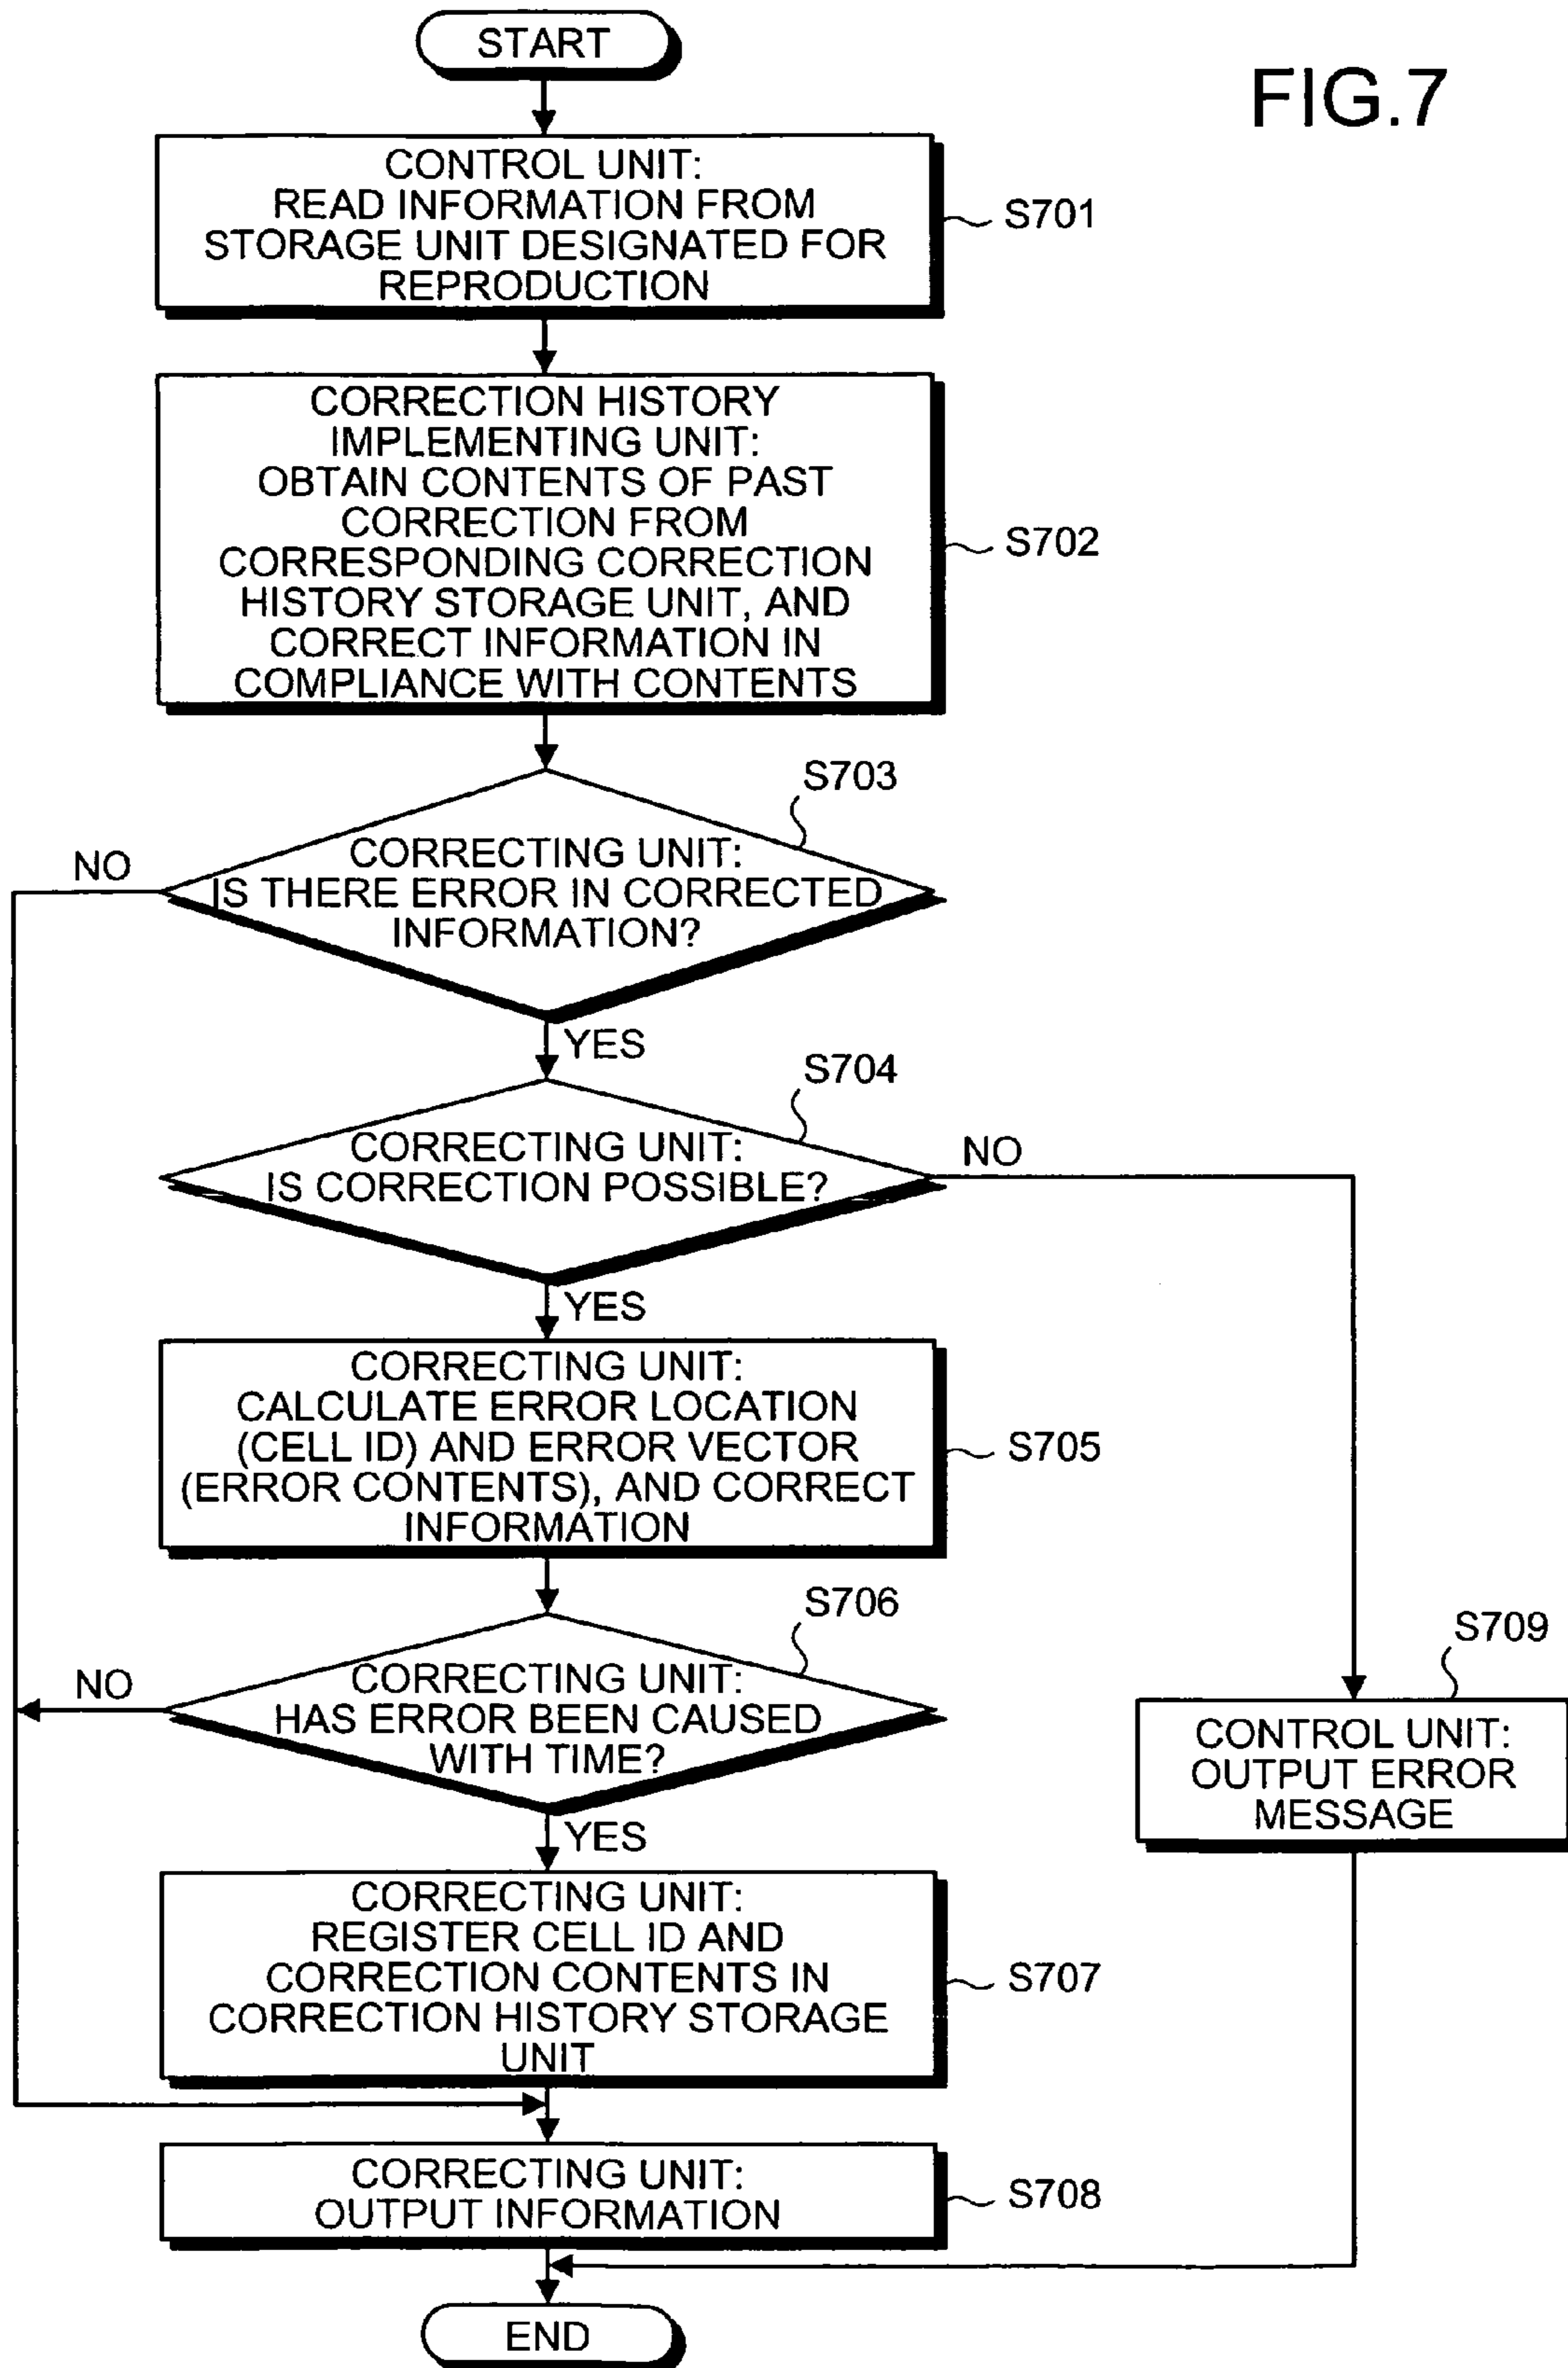 START
FIG.7
CONTROL UNIT:
READ INFORMATION FROM
STORAGE UNIT DESIGNATED FOR
REPRODUCTION
S701
CORRECTION HISTORY
IMPLEMENTING UNIT:
OBTAIN CONTENTS OF PAST
CORRECTION FROM
CORRESPONDING CORRECTION
HISTORY STORAGE UNIT, AND
CORRECT INFORMATION IN
COMPLIANCE WITH CONTENTS
S702
S703
CORRECTING UNIT:
IS THERE ERROR IN CORRECTED
INFORMATION?
NO
YES
S704
CORRECTING UNIT:
IS CORRECTION POSSIBLE?
NO
YES
CORRECTING UNIT:
CALCULATE ERROR LOCATION
(CELL ID) AND ERROR VECTOR
(ERROR CONTENTS), AND CORRECT
INFORMATION
S705
S706
CORRECTING UNIT:
HAS ERROR BEEN CAUSED
WITH TIME?
NO
YES
S709
CONTROL UNIT:
OUTPUT ERROR
MESSAGE
CORRECTING UNIT:
REGISTER CELL ID AND
CORRECTION CONTENTS IN
CORRECTION HISTORY STORAGE
UNIT
S707
CORRECTING UNIT:
OUTPUT INFORMATION
S708
END